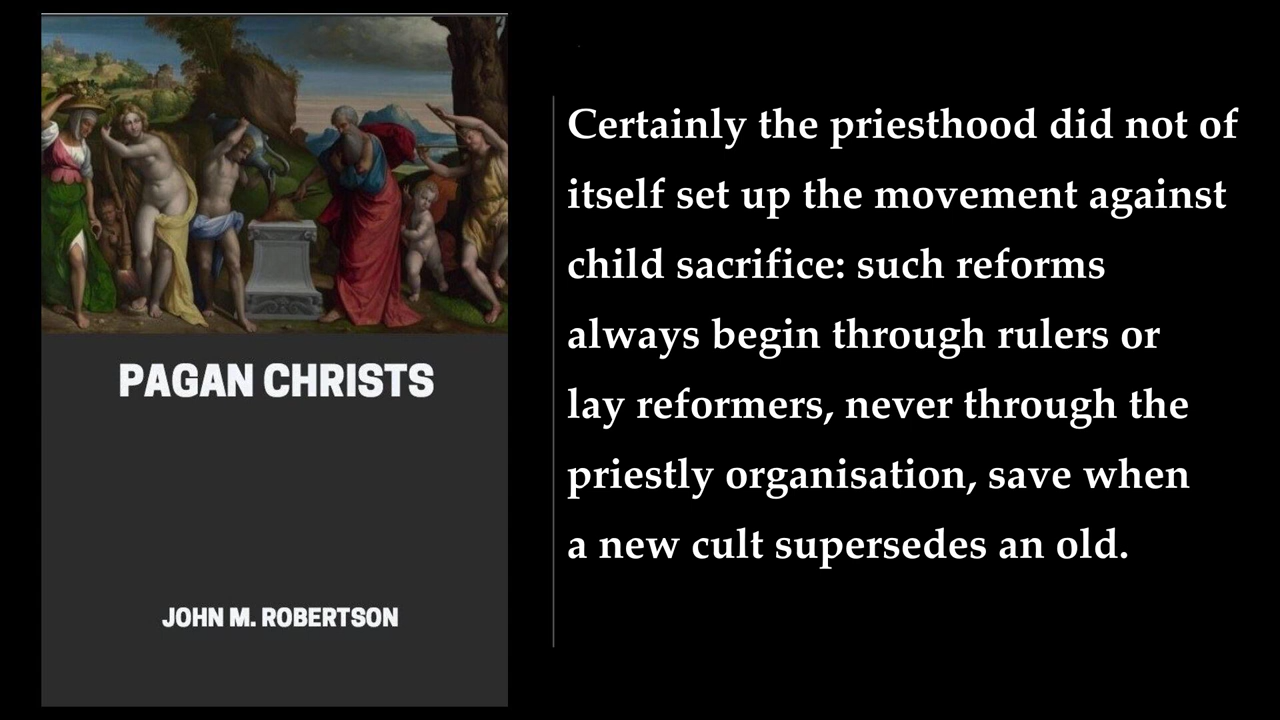 PAGAN CHRISTS
JOHN M. ROBERTSON
Certainly the priesthood did not of
itself set up the movement against
child sacrifice: such reforms
always begin through rulers or
lay reformers, never through the
priestly organisation, save when
a new cult supersedes an old.